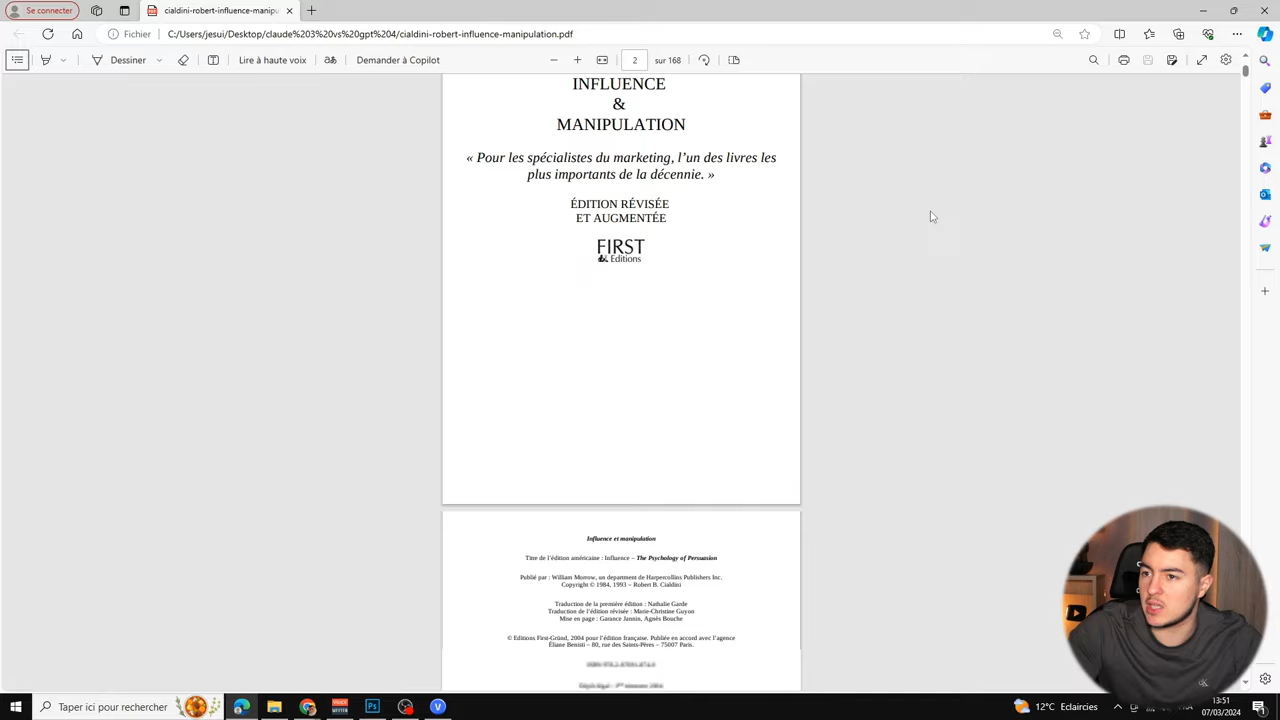 Se connecter
cialdini-robert-influence-manipu
Fichier
C:/Users/jesui/Desktop/claude%203%20vs%20gpt%204/cialdini-robert-influence-manipulation.pdf
Dessiner
Lire à haute voix
Demander à Copilot
2
sur 168
INFLUENCE
&
MANIPULATION
« Pour les spécialistes du marketing, l’un des livres les
plus importants de la décennie. »
ÉDITION RÉVISÉE
ET AUGMENTÉE
FIRST
Editions
Influence et manipulation
Titre de l’édition américaine : Influence – The Psychology of Persuasion
Publié par : William Morrow, un department de Harpercollins Publishers Inc.
Copyright © 1984, 1993 – Robert B. Cialdini
Traduction de la première édition : Nathalie Garde
Traduction de l’édition révisée : Marie-Christine Guyon
Mise en page : Garance Jannin, Agnès Bouche
© Editions First-Gründ, 2004 pour l’édition française. Publiée en accord avec l’agence
Éliane Benisti – 80, rue des Saints-Pères – 75007 Paris.
Taper ici pour rechercher
12°C Éclaircies
13:51
07/03/2024